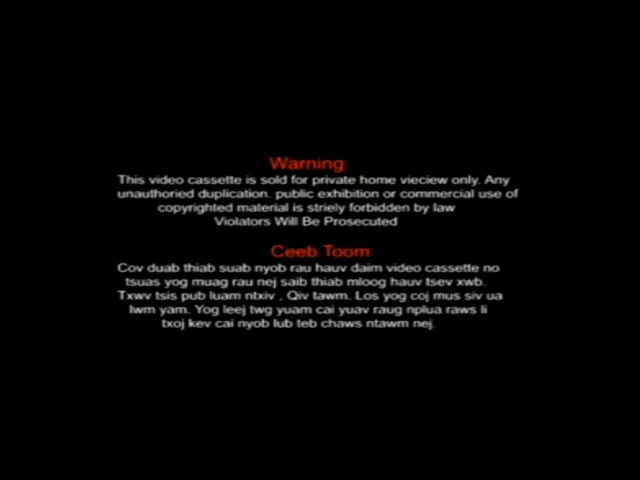 Warning
This video cassette is sold for private home vieciew only. Any
unauthoried duplication. public exhibition or commercial use of
copyrighted material is striely forbidden by law
Violators Will Be Prosecuted
Ceeb Toom
Cov duab thiab suab nyob rau hauv daim video cassette no
tsuas yog muag rau nej saib thiab mloog hauv tsev xwb.
Txwv tsis pub luam ntxiv , Qiv tawm. Los yog coj mus siv ua
lwm yam. Yog leej twg yuam cai yuav raug nplua raws li
txoj kev cai nyob lub teb chaws ntawm nej.